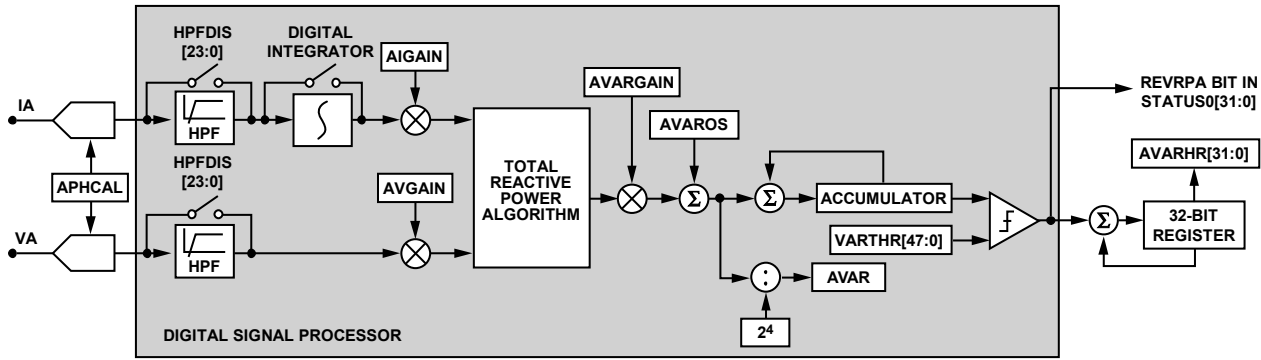 HPFDIS
[23:0]
DIGITAL
INTEGRATOR
AIGAIN
IA
HPF
AVARGAIN
AVAROS
REVRPA BIT IN
STATUS0[31:0]
HPFDIS
[23:0]
APHCAL
AVGAIN
TOTAL
REACTIVE
POWER
ALGORITHM
Σ
Σ
ACCUMULATOR
AVARHR[31:0]
VA
HPF
VARTHR[47:0]
Σ
32-BIT
REGISTER
:
AVAR
2⁴
DIGITAL SIGNAL PROCESSOR